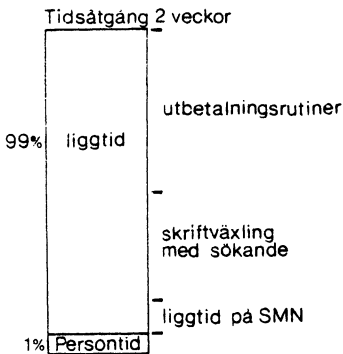 Tidsåtgång 2 veckor
utbetalningsrutiner
99% liggtid
skriftväxling
med sökande
liggtid på SMN
1% Persontid